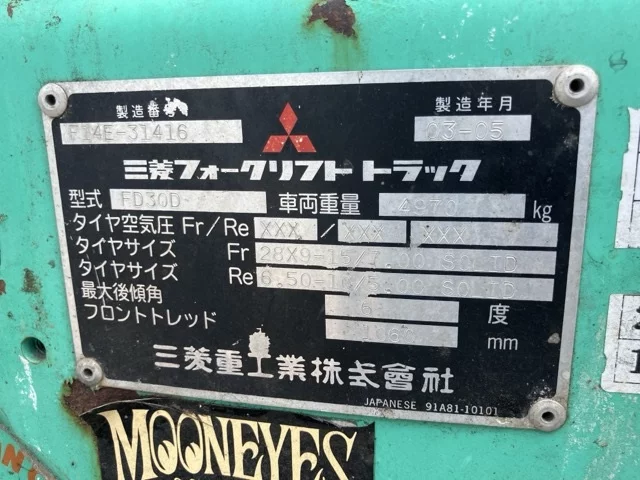 製造番号
F14E-31416
製造年月
03-05
三菱フォークリフト トラック
型式 FD30D 車両重量 4970 kg
タイヤ空気圧 Fr/Re XXX / XXX XXX
タイヤサイズ Fr 28X9-15/7.00 SOLID
タイヤサイズ Re 6.50-10/5.00 SOLID
最大後傾角 6 度
フロントトレッド mm
三菱重工業株式會社
JAPANESE 91A81-10101
MOONEYES